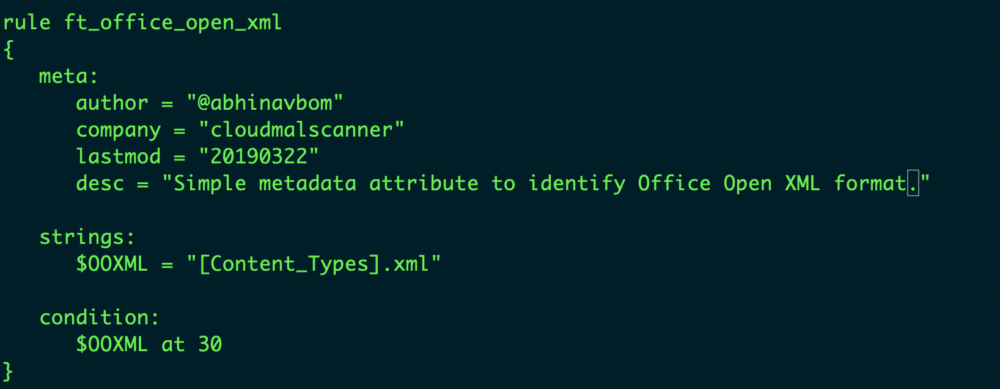 rule ft_office_open_xml
{
   meta:
      author = "@abhinavbom"
      company = "cloudmalscanner"
      lastmod = "20190322"
      desc = "Simple metadata attribute to identify Office Open XML format."

   strings:
      $OOXML = "[Content_Types].xml"

   condition:
      $OOXML at 30
}